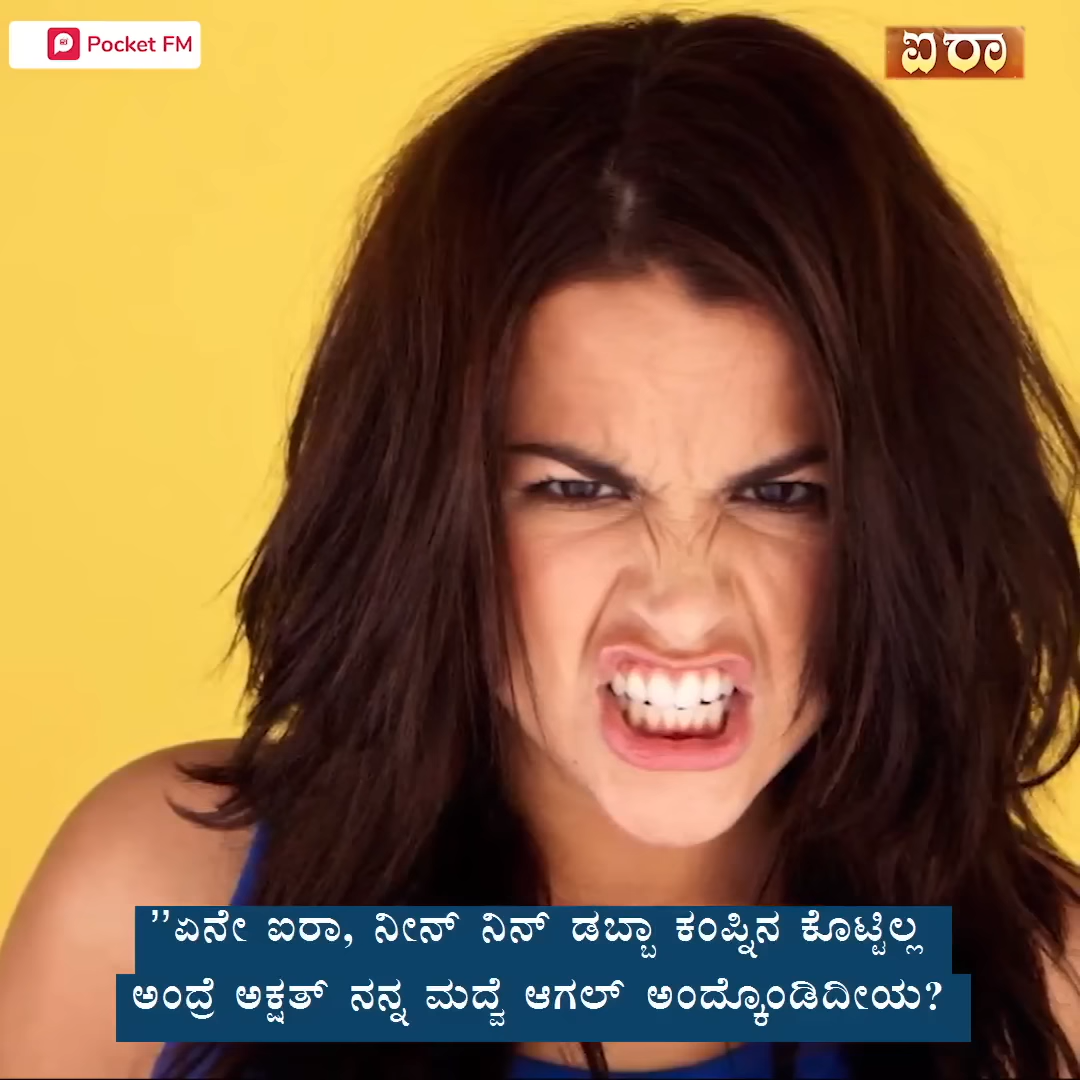 Pocket FM
ಐರಾ
”ಏನೇ ಐರಾ, ನೀನ್ ನಿನ್ ಡಬ್ಬಾ ಕಂಪ್ನಿನ ಕೊಟ್ಟಿಲ್ಲ
ಅಂದ್ರೆ ಅಕ್ಷತ್ ನನ್ನ ಮದ್ವೆ ಆಗಲ್ ಅಂದ್ಕೊಂಡಿದೀಯ?